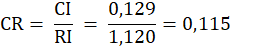 CR = CI/RI = 0,129/1,120 = 0,115